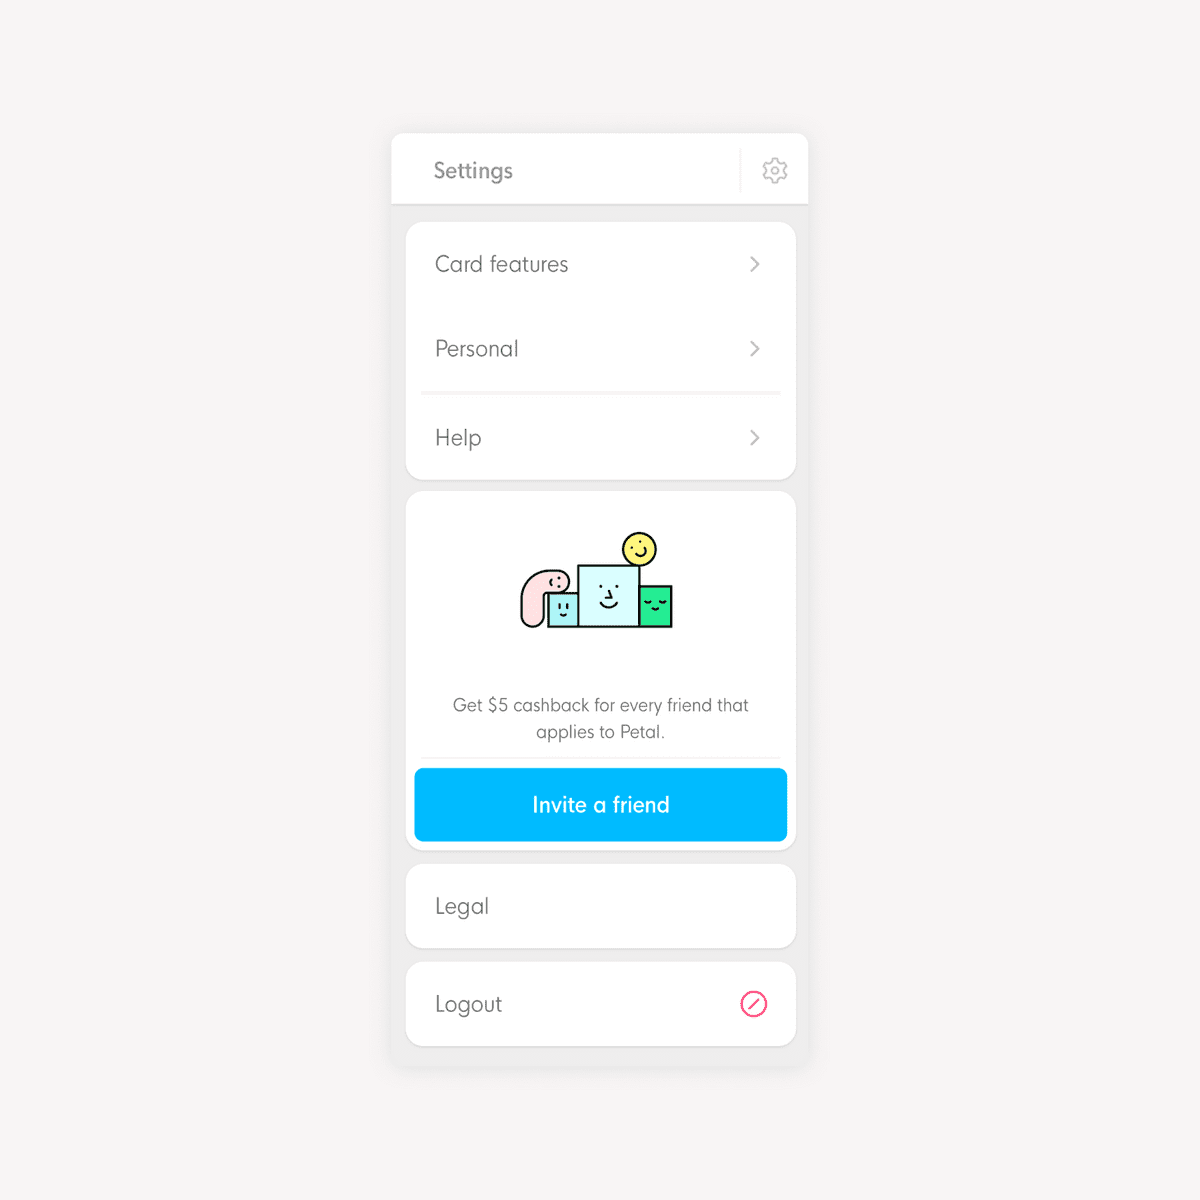 Settings
Card features
Personal
Help
Get $5 cashback for every friend that
applies to Petal.
Invite a friend
Legal
Logout